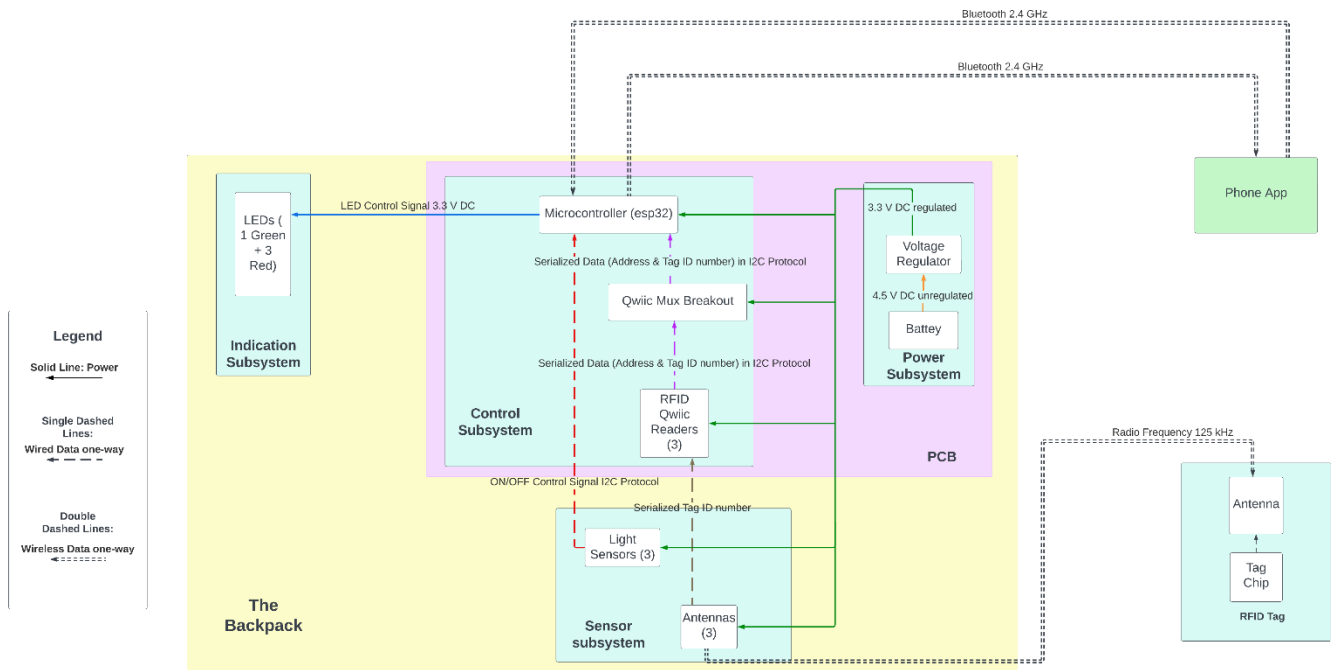 Bluetooth 2.4 GHz
Bluetooth 2.4 GHz
Phone App
LEDs (
1 Green
+ 3
Red)
Indication
Subsystem
LED Control Signal 3.3 V DC
Microcontroller (esp32)
Serialized Data (Address & Tag ID number) in I2C Protocol
Qwiic Mux Breakout
Serialized Data (Address & Tag ID number) in I2C Protocol
RFID
Qwiic
Readers
(3)
Control
Subsystem
3.3 V DC regulated
Voltage
Regulator
4.5 V DC unregulated
Battey
Power
Subsystem
PCB
ON/OFF Control Signal I2C Protocol
Serialized Tag ID number
Light
Sensors (3)
Antennas
(3)
Sensor
subsystem
The
Backpack
Legend
Solid Line: Power
Single Dashed
Lines:
Wired Data one-way
Double
Dashed Lines:
Wireless Data one-way
Radio Frequency 125 kHz
Antenna
Tag
Chip
RFID Tag